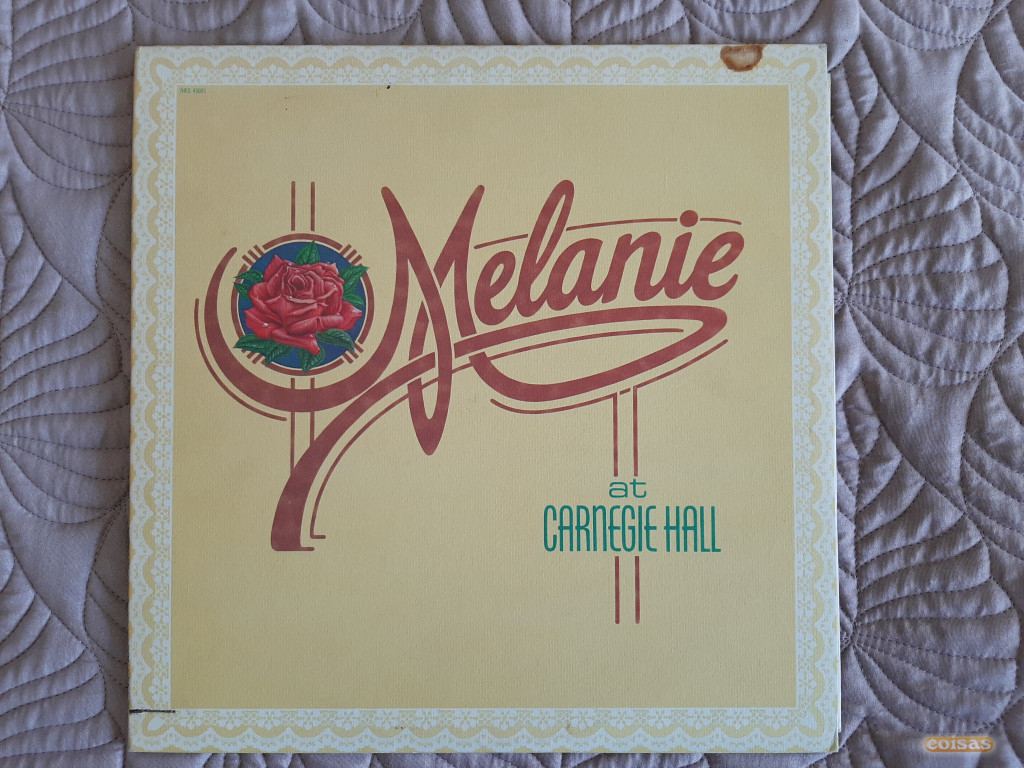 Melanie
at
CARNEGIE HALL
coisas